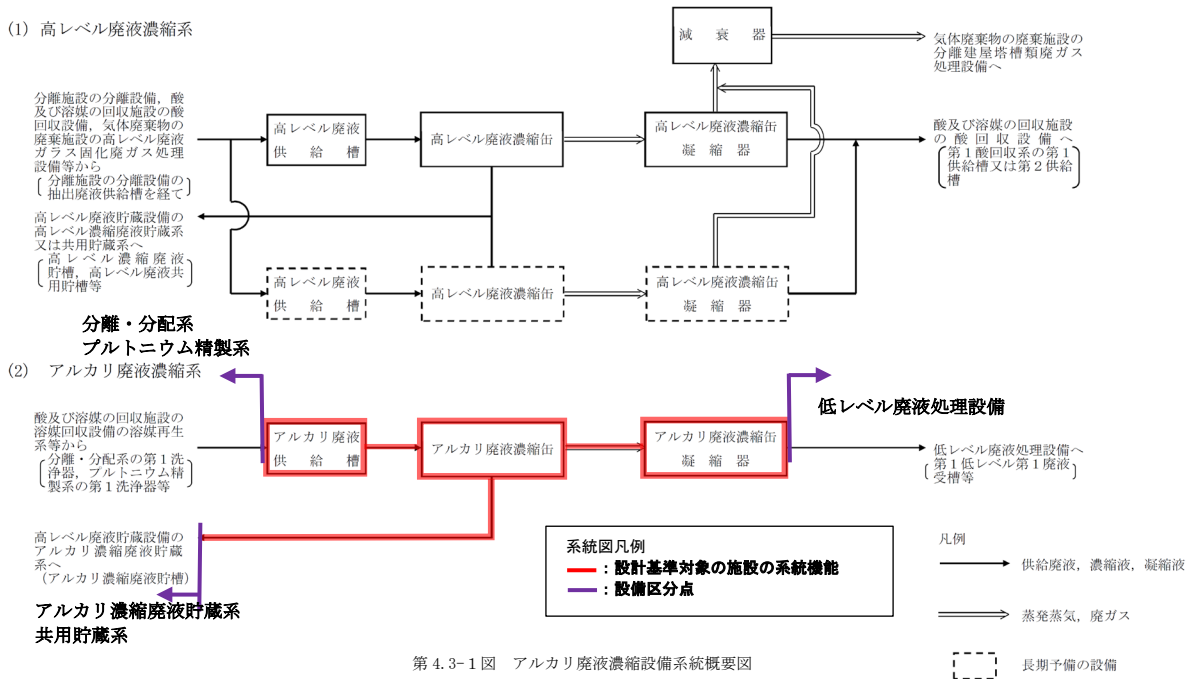 (1) 高レベル廃液濃縮系
減　衰　器
気体廃棄物の廃棄施設の
分離建屋塔槽類廃ガス
処理設備へ
分離施設の分離設備，酸
及び溶媒の回収施設の酸
回収設備，気体廃棄物の
廃棄施設の高レベル廃液
ガラス固化廃ガス処理
設備等から
分離施設の分離設備の
抽出廃液供給槽を経て
高レベル廃液
供　給　槽
高レベル廃液濃縮缶
高レベル廃液濃縮缶
凝　縮　器
酸及び溶媒の回収施設
の酸回収設備へ
第１酸回収系の第１
供給槽又は第２供給
槽
高レベル廃液貯蔵設備の
高レベル濃縮廃液貯蔵系
又は共用貯蔵系へ
高レベル濃縮廃液
貯槽，高レベル廃液共
用貯槽等
高レベル廃液
供　給　槽
高レベル廃液濃縮缶
高レベル廃液濃縮缶
凝　縮　器
分離・分配系
プルトニウム精製系
(2) アルカリ廃液濃縮系
酸及び溶媒の回収施設の
溶媒回収設備の溶媒再生
系等から
分離・分配系の第１洗
浄器，プルトニウム精
製系の第１洗浄器等
アルカリ廃液
供　給　槽
アルカリ廃液濃縮缶
アルカリ廃液濃縮缶
凝　縮　器
低レベル廃液処理設備
低レベル廃液処理設備へ
第１低レベル第１廃液
受槽等
高レベル廃液貯蔵設備の
アルカリ濃縮廃液貯蔵
系へ
(アルカリ濃縮廃液貯槽)
アルカリ濃縮廃液貯蔵系
共用貯蔵系
系統図凡例
：設計基準対象の施設の系統機能
：設備区分点
凡例
供給廃液，濃縮液，凝縮液
蒸発蒸気，廃ガス
長期予備の設備
第 4.3-1 図　アルカリ廃液濃縮設備系統概要図